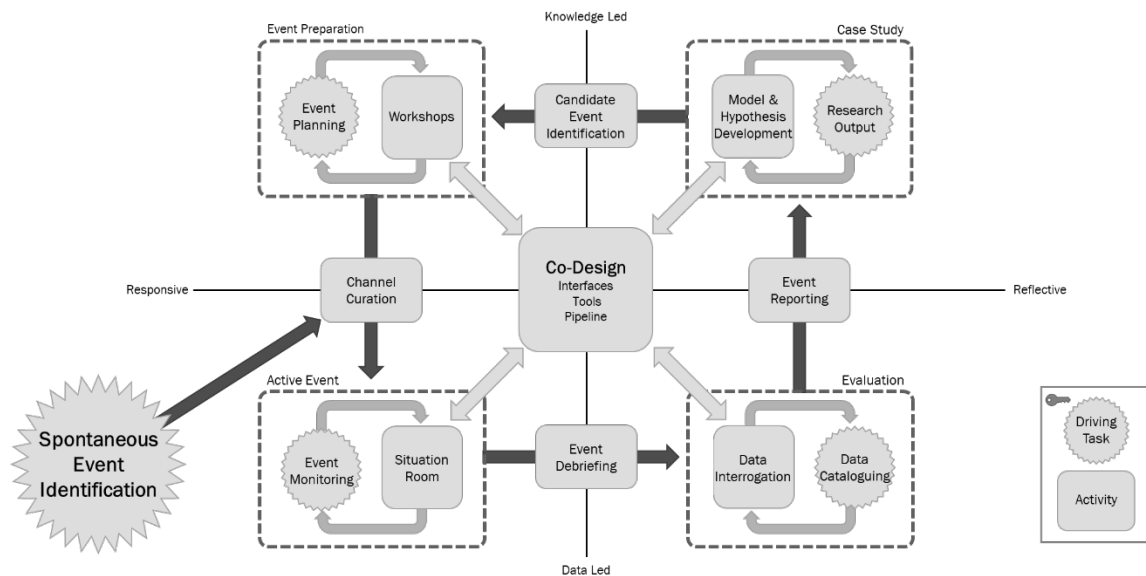 Knowledge Led
Event Preparation
Case Study
Event
Planning
Workshops
Candidate
Event
Identification
Model &
Hypothesis
Development
Research
Output
Co-Design
Interfaces
Tools
Pipeline
Responsive
Channel
Curation
Event
Reporting
Reflective
Active Event
Evaluation
Spontaneous
Event
Identification
Event
Monitoring
Situation
Room
Event
Debriefing
Data
Interrogation
Data
Cataloguing
Driving
Task
Activity
Data Led